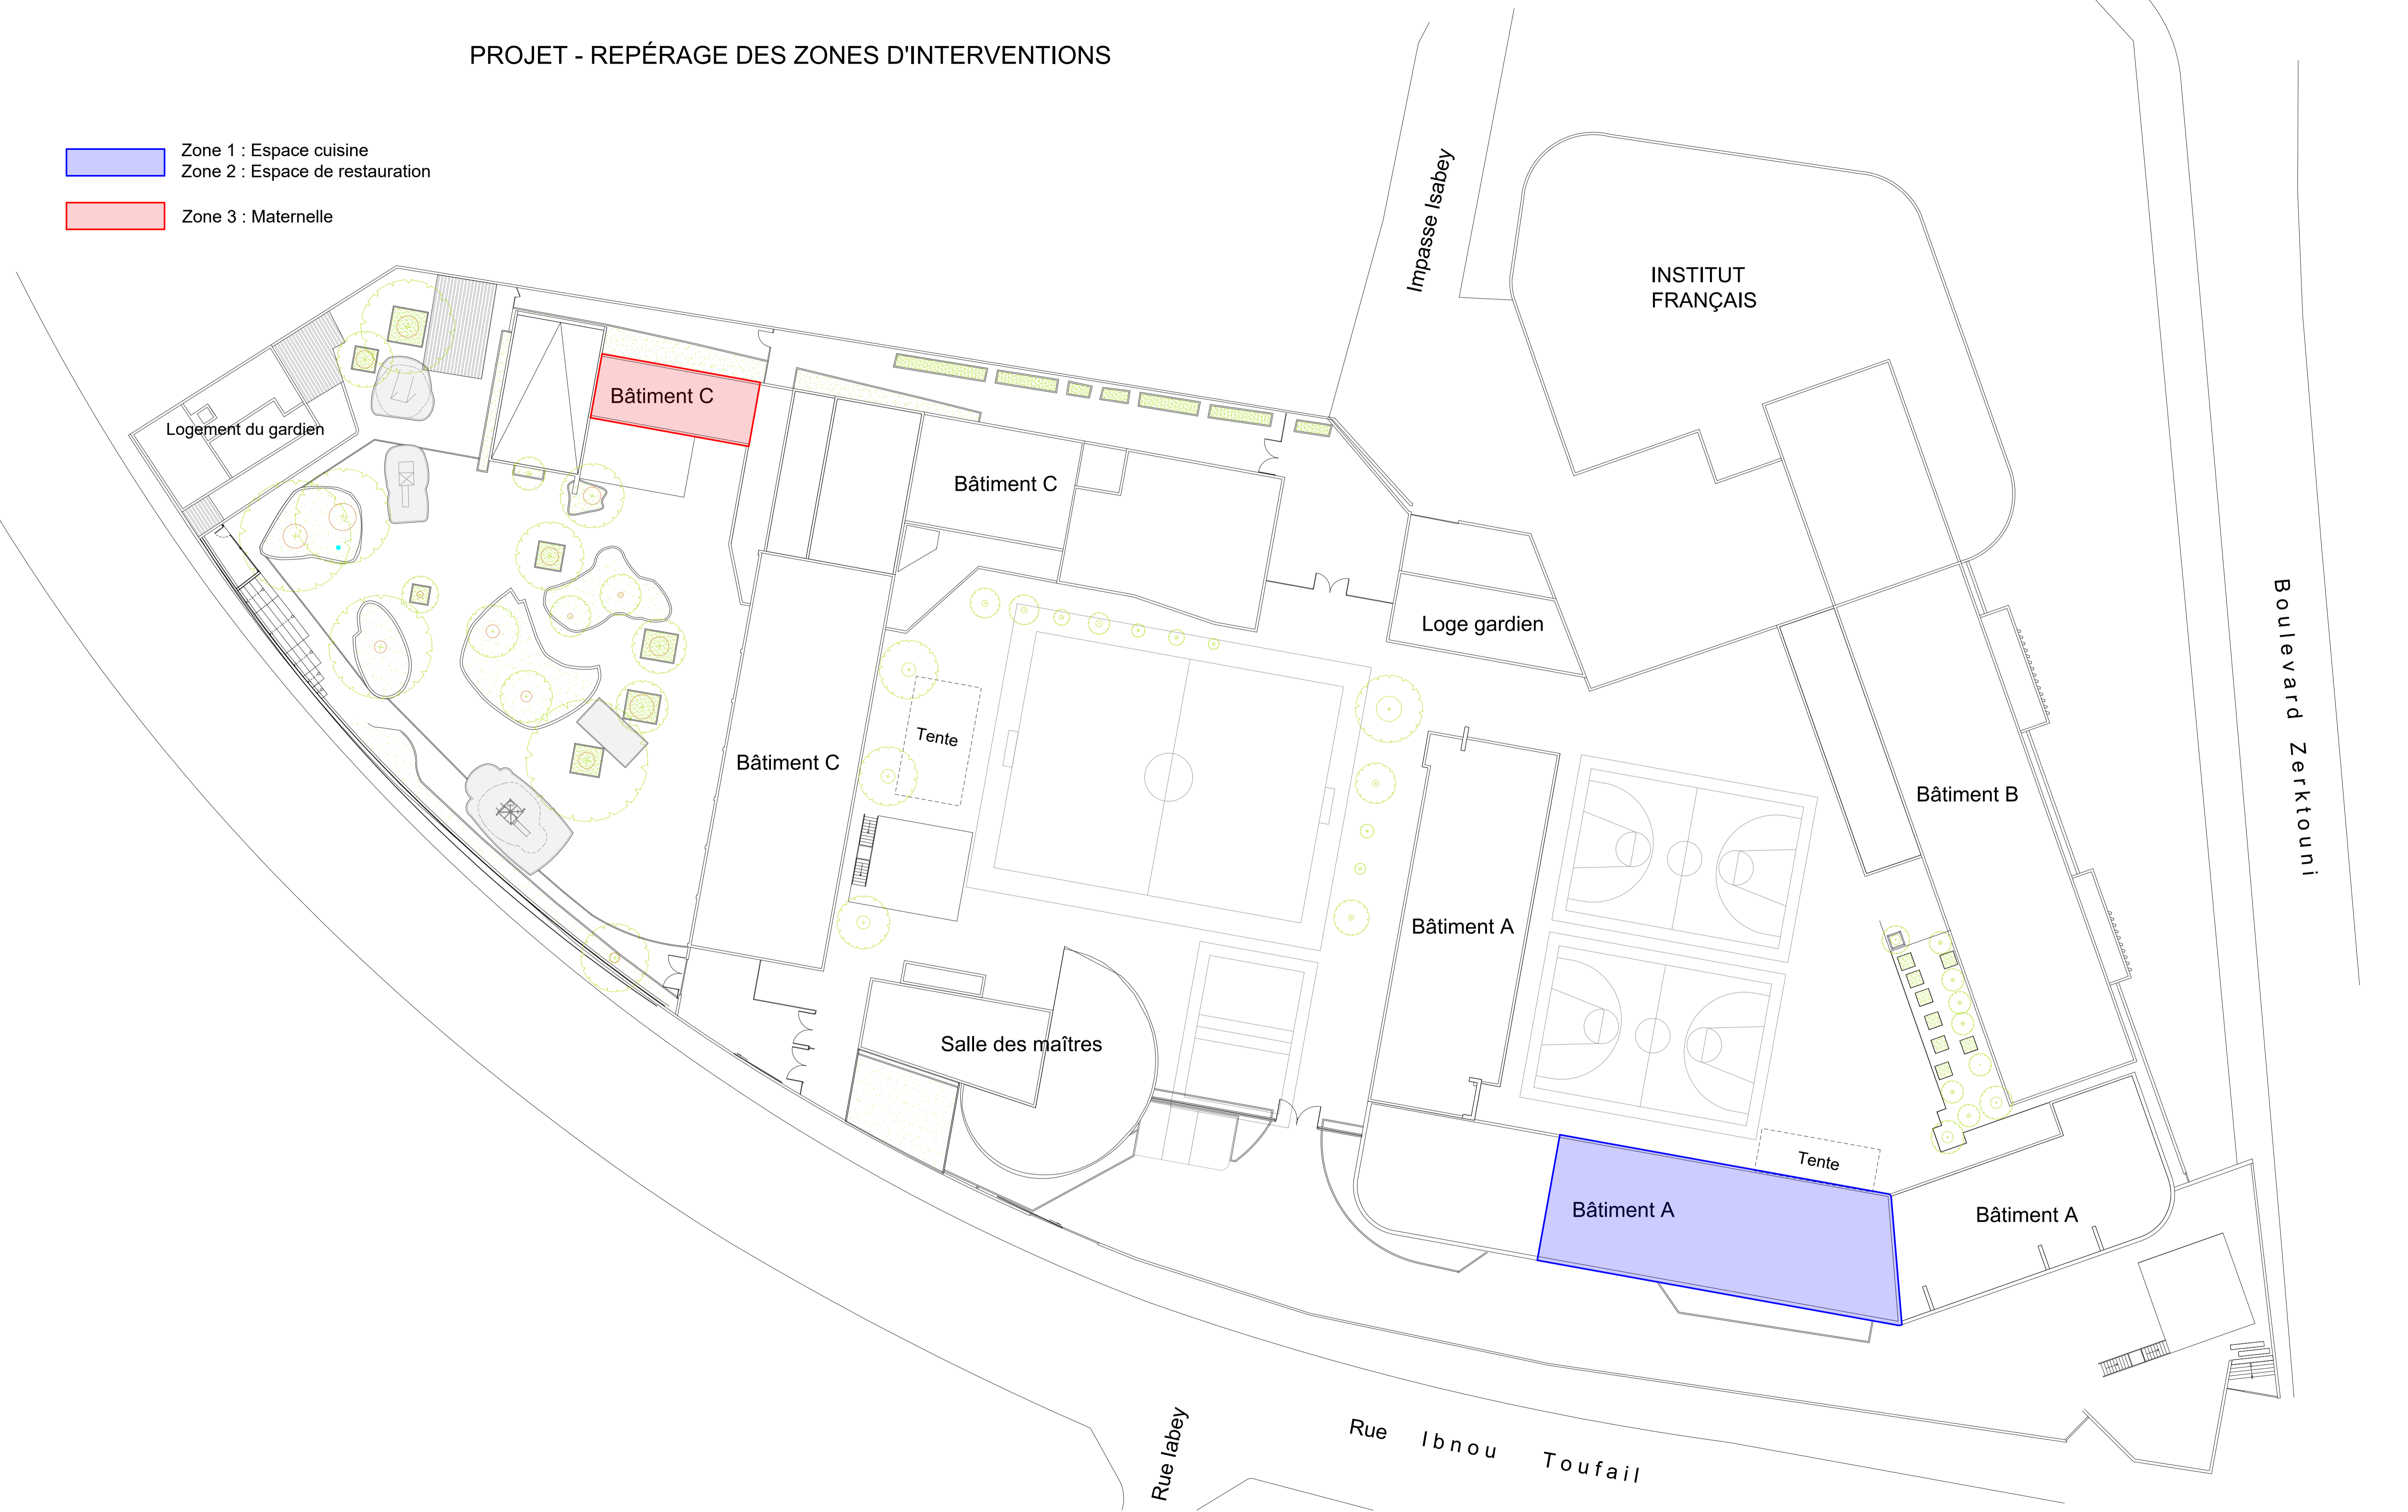 PROJET - REPÉRAGE DES ZONES D'INTERVENTIONS
Zone 1 : Espace cuisine
Zone 2 : Espace de restauration
Zone 3 : Maternelle
Impasse Isabey
INSTITUT
FRANÇAIS
Bâtiment C
Logement du gardien
Bâtiment C
Loge gardien
Boulevard Zerktouni
Tente
Bâtiment C
Bâtiment B
Bâtiment A
Salle des maîtres
Tente
Bâtiment A
Bâtiment A
Rue Iabey
Rue Ibnou Toufail